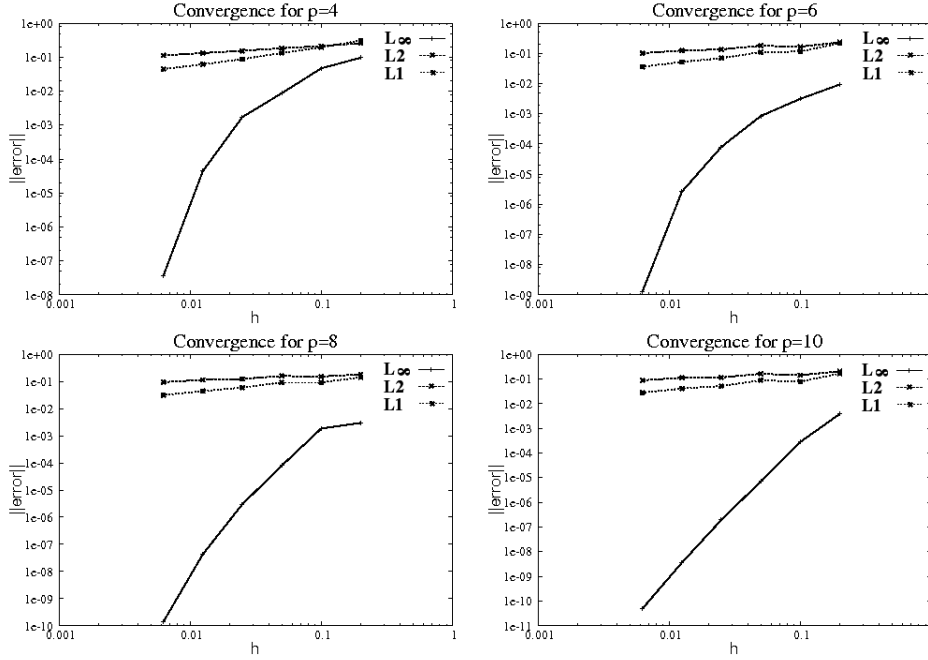 Convergence for p=4
1e+00
1e-01
1e-02
1e-03
1e-04
1e-05
1e-06
1e-07
1e-08
||error||
L∞
L2
L1
0.001 0.01 0.1 1
h
Convergence for p=6
1e+00
1e-01
1e-02
1e-03
1e-04
1e-05
1e-06
1e-07
1e-08
1e-09
||error||
L∞
L2
L1
0.001 0.01 0.1
h
Convergence for p=8
1e+00
1e-01
1e-02
1e-03
1e-04
1e-05
1e-06
1e-07
1e-08
1e-09
1e-10
||error||
L∞
L2
L1
0.001 0.01 0.1 1
h
Convergence for p=10
1e+00
1e-01
1e-02
1e-03
1e-04
1e-05
1e-06
1e-07
1e-08
1e-09
1e-10
1e-11
||error||
L∞
L2
L1
0.001 0.01 0.1
h